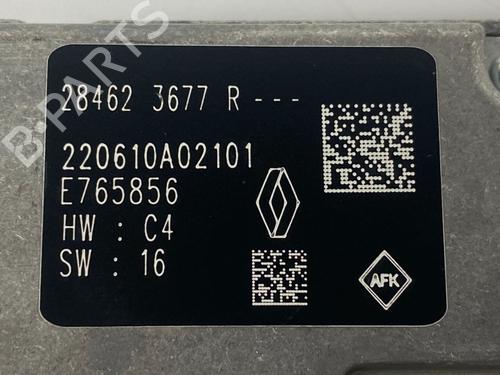 28462 3677 R ---
220610A02101
E765856
HW : C4
SW : 16
AFK
B-PARTS